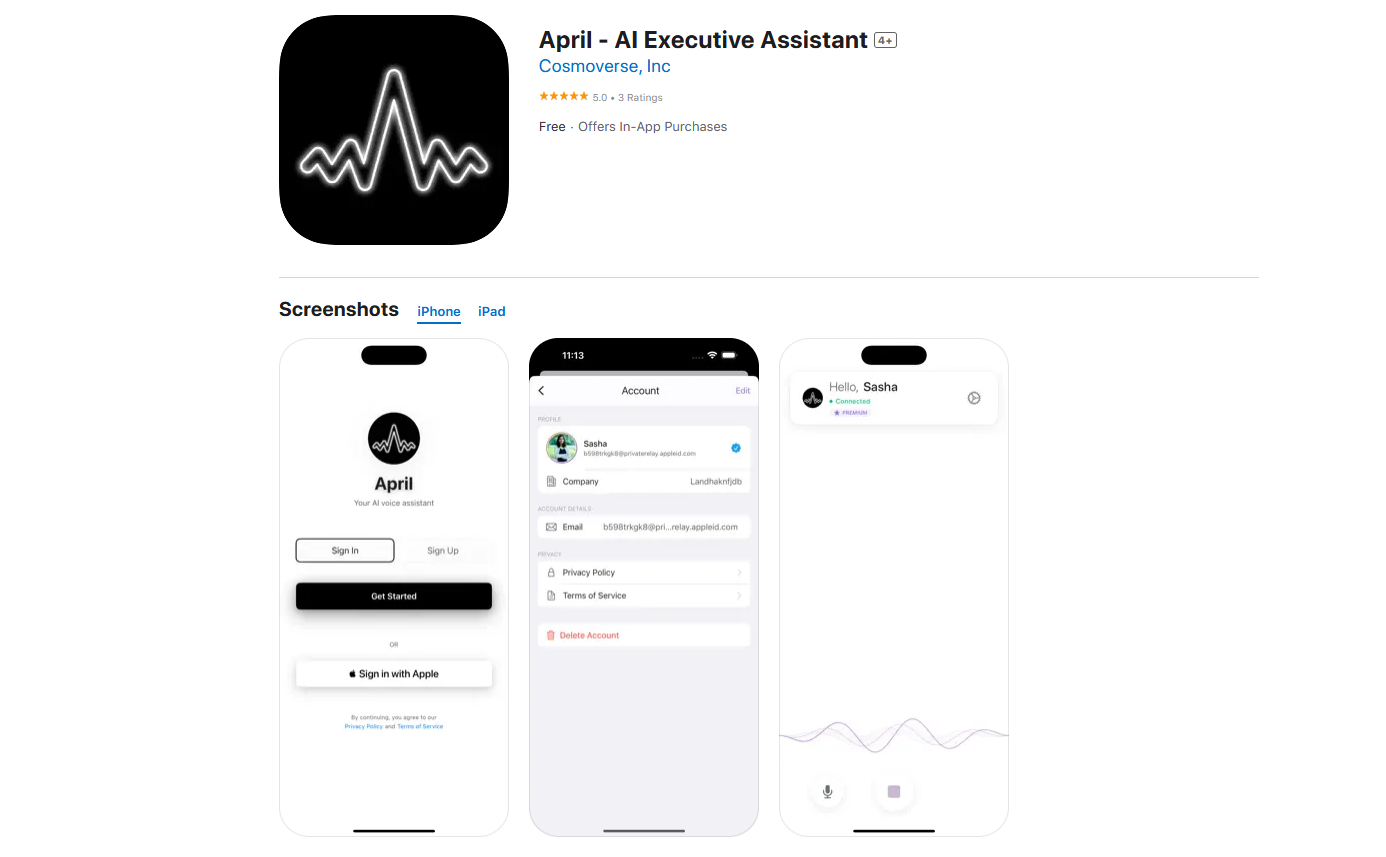 April - AI Executive Assistant 4+
Cosmoverse, Inc
★★★★★ 5.0 • 3 Ratings
Free · Offers In-App Purchases
Screenshots iPhone iPad
April
Your AI voice assistant
Sign In Sign Up
Get Started
OR
Sign in with Apple
By continuing, you agree to our
Privacy Policy and Terms of Service
11:13
Account Edit
PROFILE
Sasha
b598trkgk8@privaterelay.appleid.com
Company Landhaknfjdb
ACCOUNT DETAILS
Email b598trkgk8@pri...relay.appleid.com
PRIVACY
Privacy Policy
Terms of Service
Delete Account
Hello, Sasha
• Connected
★ PREMIUM